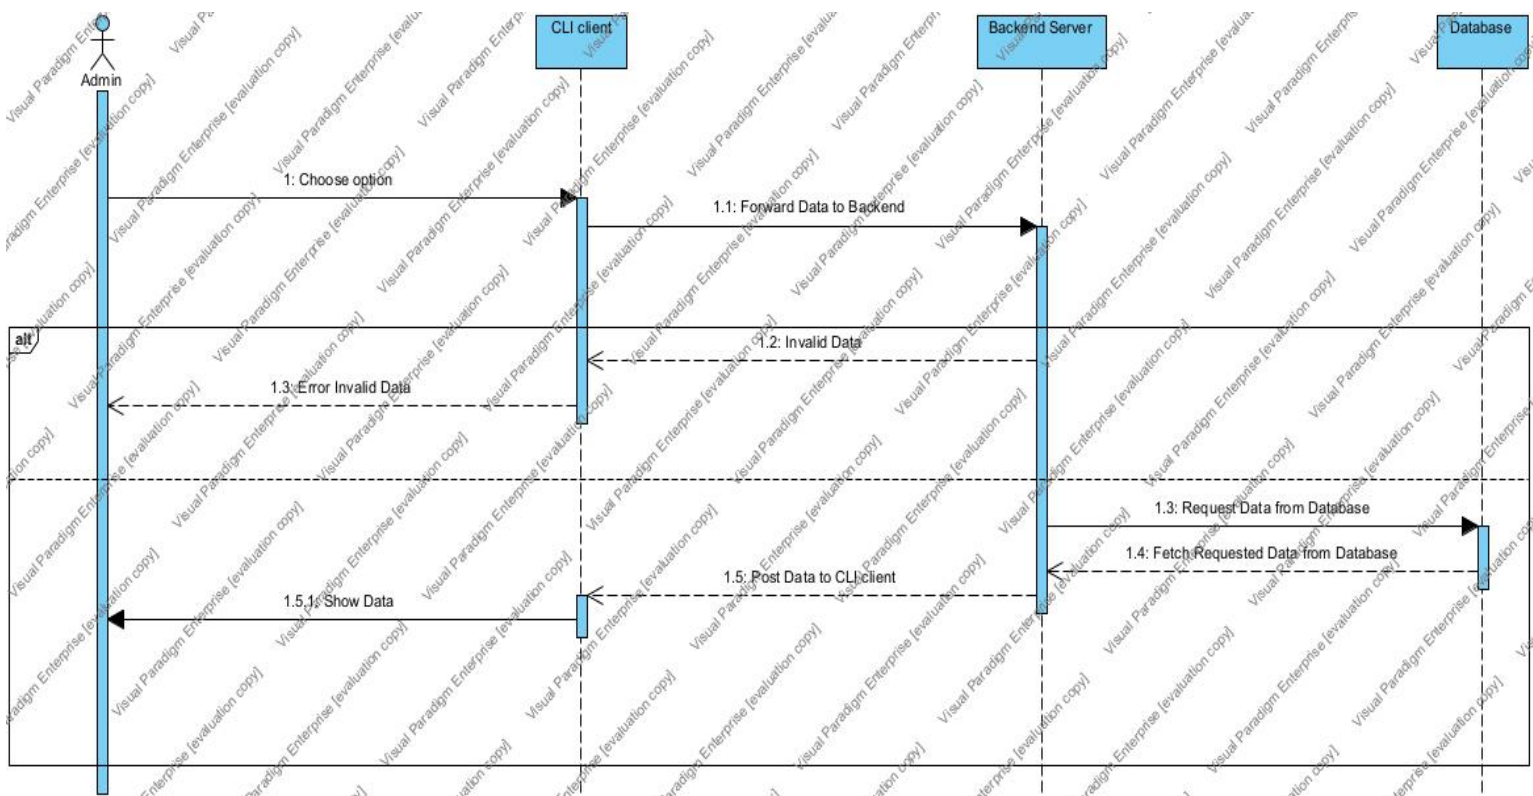 CLI client
Backend Server
Database
Admin
1: Choose option
1.1: Forward Data to Backend
alt
1.2: Invalid Data
1.3: Error Invalid Data
1.3: Request Data from Database
1.4: Fetch Requested Data from Database
1.5: Post Data to CLI client
1.5.1: Show Data
Visual Paradigm Enterprise [evaluation copy]